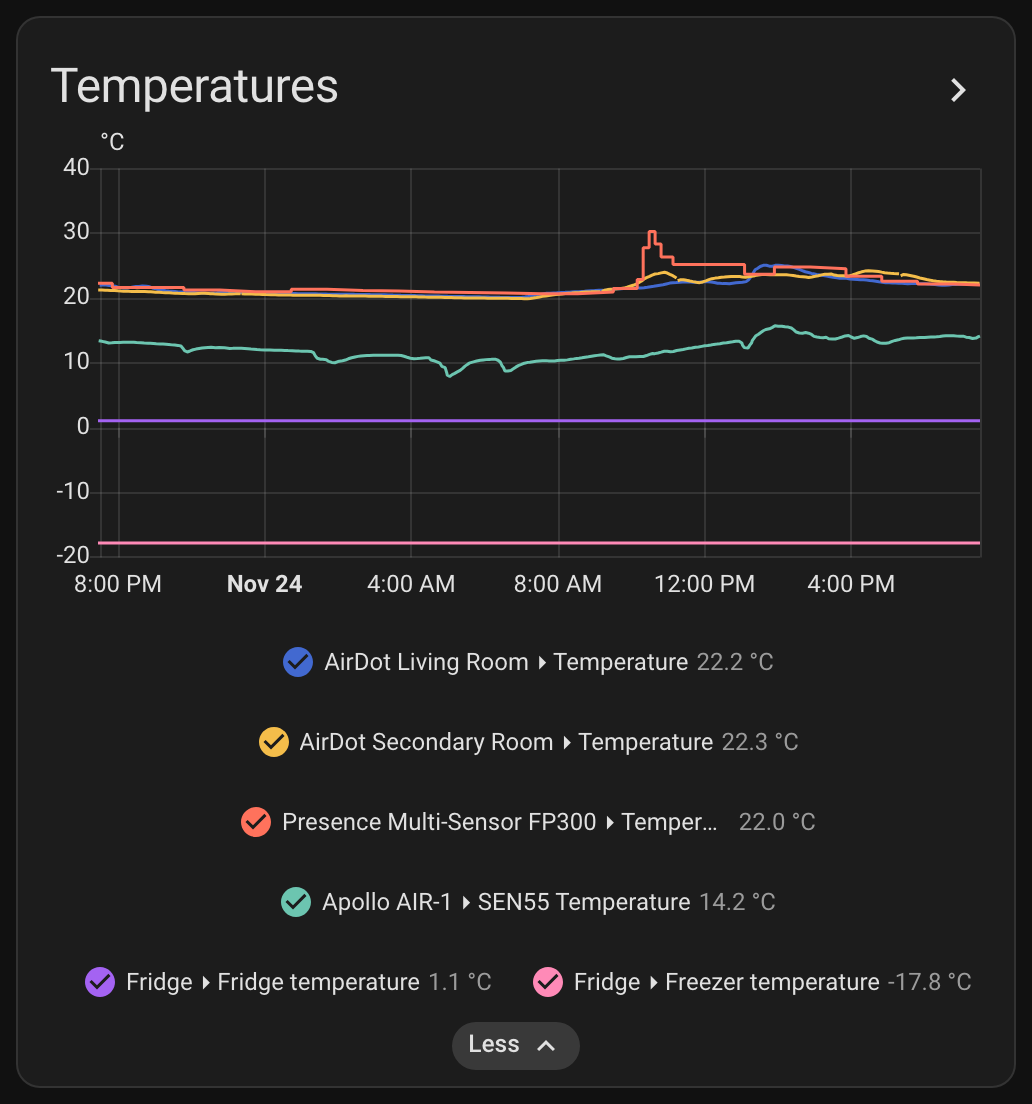 Temperatures
°C
40
30
20
10
0
-10
-20
8:00 PM Nov 24 4:00 AM 8:00 AM 12:00 PM 4:00 PM
AirDot Living Room ▸ Temperature 22.2 °C
AirDot Secondary Room ▸ Temperature 22.3 °C
Presence Multi-Sensor FP300 ▸ Temper... 22.0 °C
Apollo AIR-1 ▸ SEN55 Temperature 14.2 °C
Fridge ▸ Fridge temperature 1.1 °C Fridge ▸ Freezer temperature -17.8 °C
Less